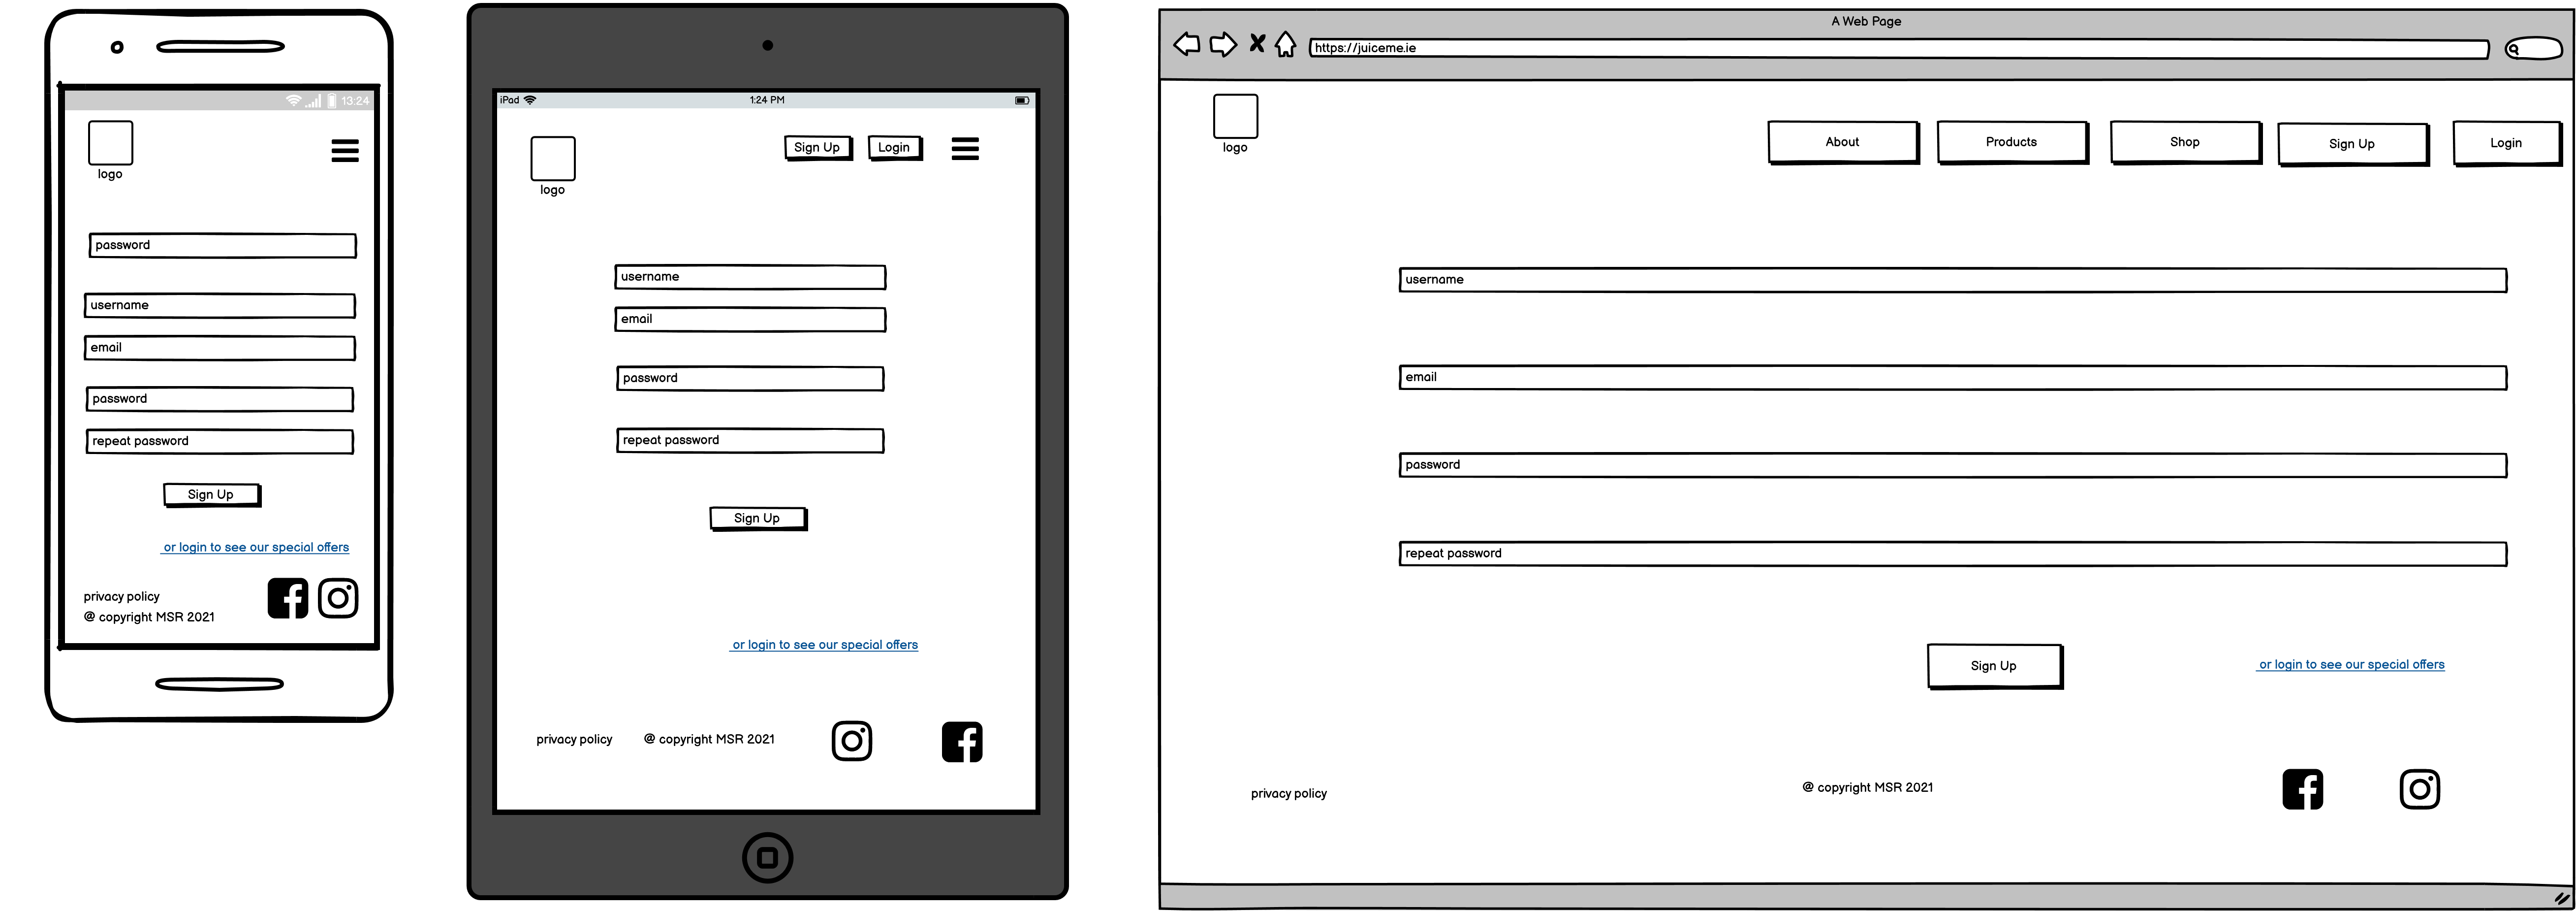 13:24
logo
password
username
email
password
repeat password
Sign Up
or login to see our special offers
privacy policy
@ copyright MSR 2021
iPad
1:24 PM
Sign Up
Login
logo
username
email
password
repeat password
Sign Up
or login to see our special offers
privacy policy
@ copyright MSR 2021
A Web Page
https://juiceme.ie
logo
About
Products
Shop
Sign Up
Login
username
email
password
repeat password
Sign Up
or login to see our special offers
privacy policy
@ copyright MSR 2021